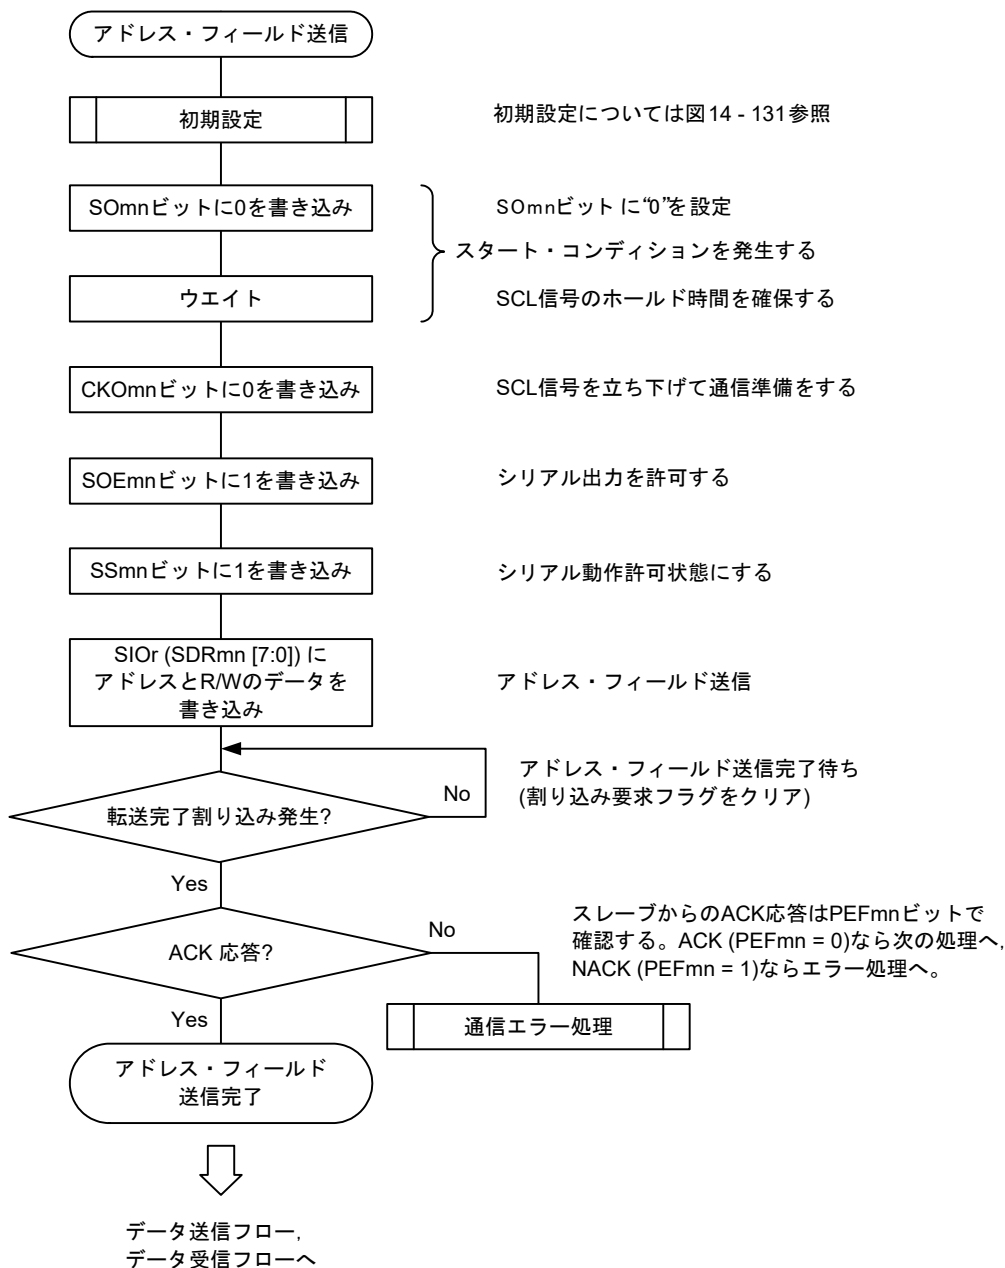 アドレス・フィールド送信
初期設定
初期設定については図14 - 131参照
SOmnビットに0を書き込み
SOmnビット に“0”を設定
スタート・コンディションを発生する
ウエイト
SCL信号のホールド時間を確保する
CKOmnビットに0を書き込み
SCL信号を立ち下げて通信準備をする
SOEmnビットに1を書き込み
シリアル出力を許可する
SSmnビットに1を書き込み
シリアル動作許可状態にする
SIOr (SDRmn [7:0]) に
アドレスとR/Wのデータを
書き込み
アドレス・フィールド送信
アドレス・フィールド送信完了待ち
(割り込み要求フラグをクリア)
No
転送完了割り込み発生?
Yes
スレーブからのACK応答はPEFmnビットで
確認する。ACK (PEFmn = 0)なら次の処理へ,
NACK (PEFmn = 1)ならエラー処理へ。
No
ACK 応答?
Yes
通信エラー処理
アドレス・フィールド
送信完了
データ送信フロー,
データ受信フローへ